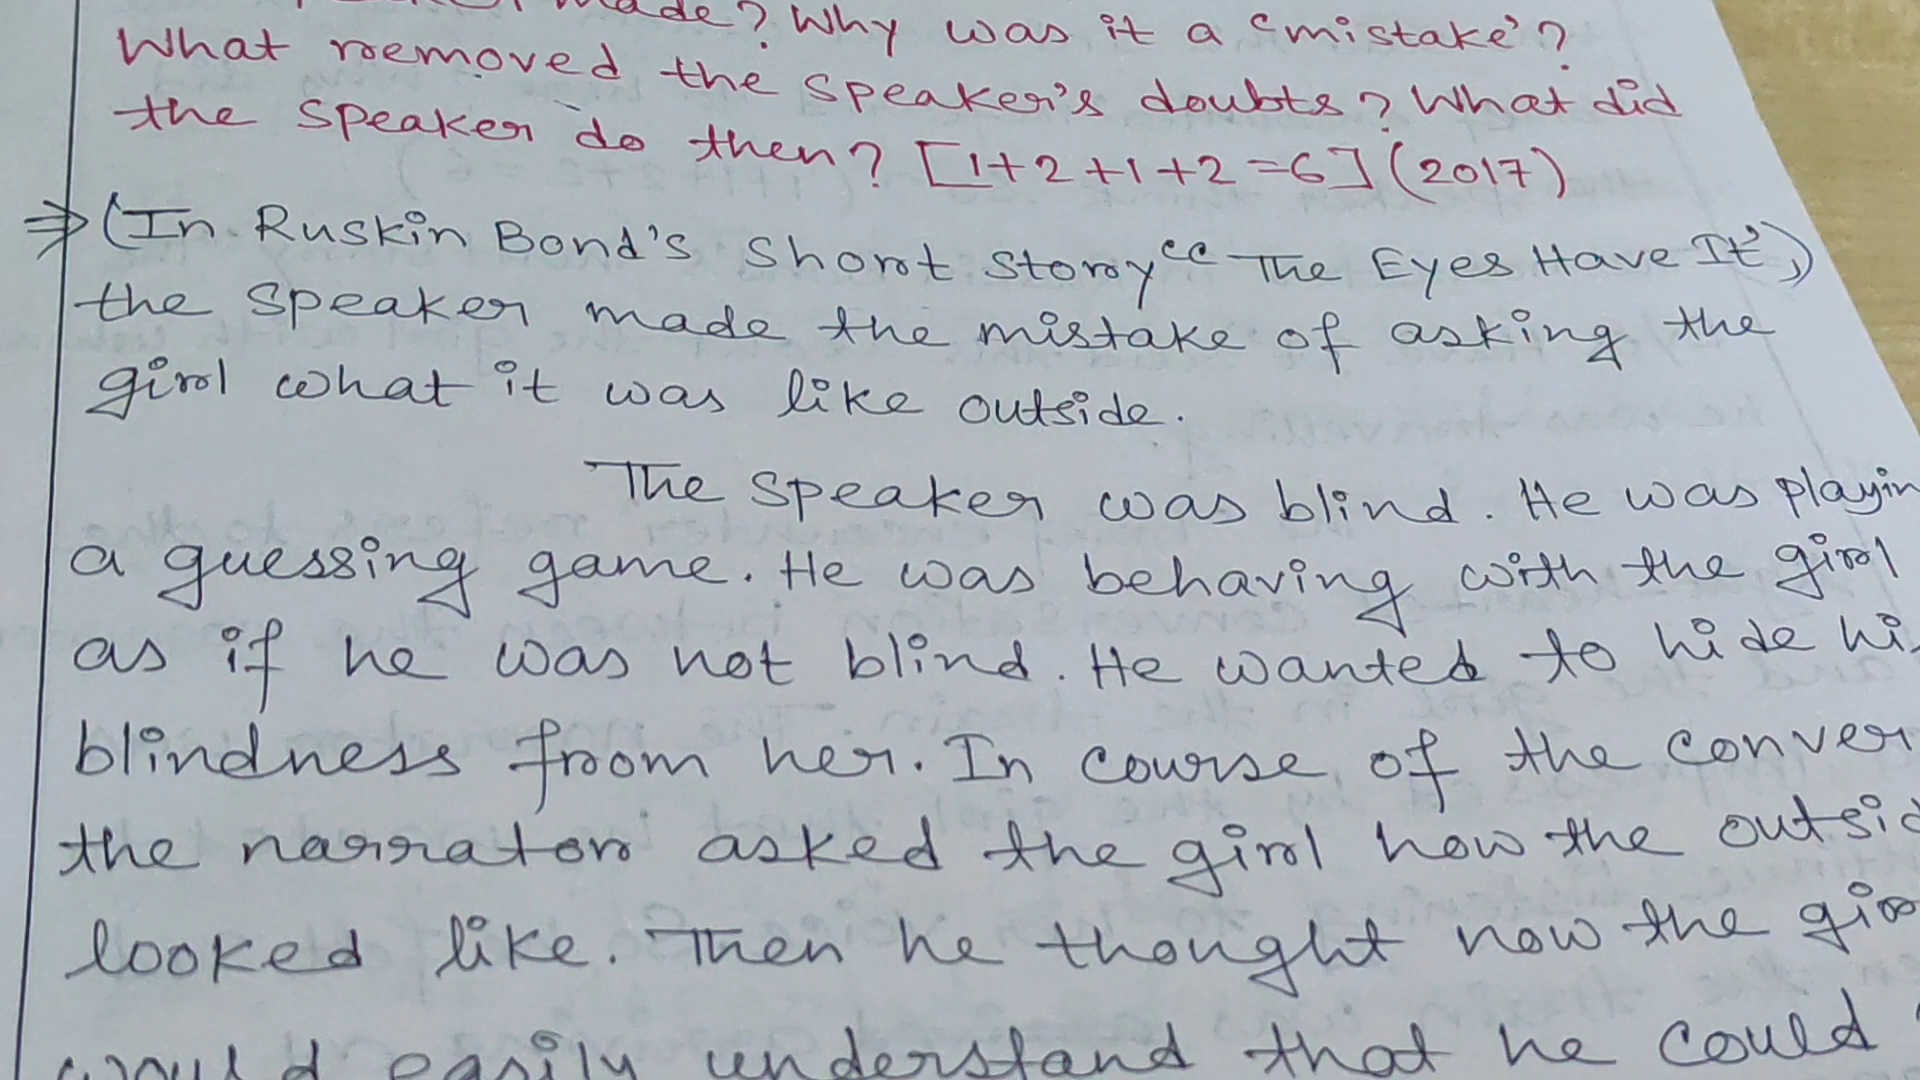 made? Why was it a 'mistake'?
What removed the speaker's doubts? What did
the speaker do then? [1+2+1+2=6] (2017)
⇒ (In Ruskin Bond's short story “The Eyes Have It',)
the speaker made the mistake of asking the
girl what it was like outside.
The speaker was blind. He was playin
a guessing game. He was behaving with the girl
as if he was not blind. He wanted to hide hi
blindness from her. In course of the conver
the narrator asked the girl how the outsid
looked like. Then he thought now the gir
would easily understand that he could